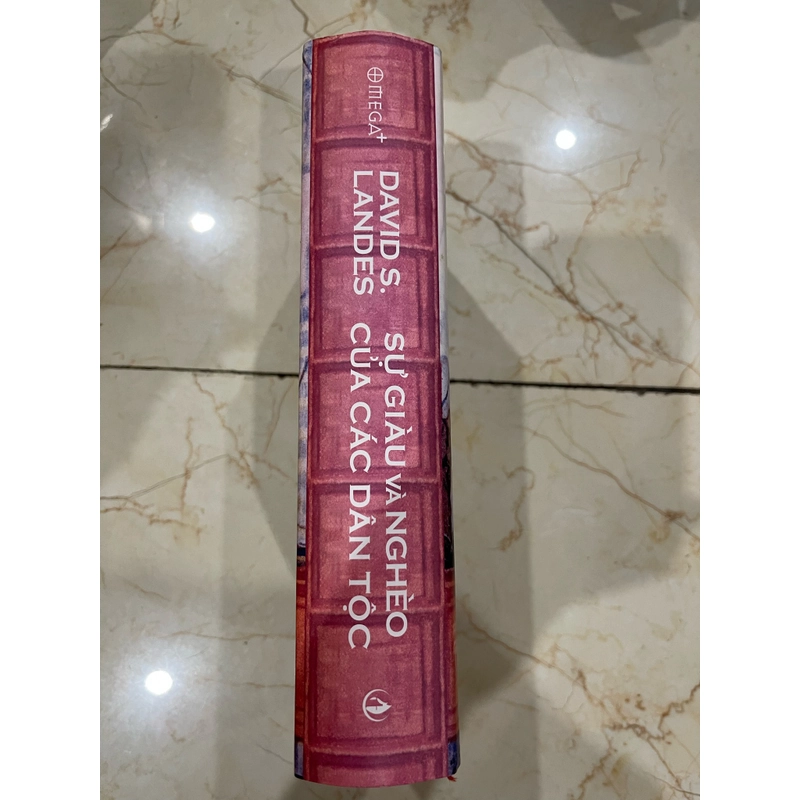 OMEGA+
DAVID S.
LANDES
SỰ GIÀU VÀ NGHÈO
CỦA CÁC DÂN TỘC